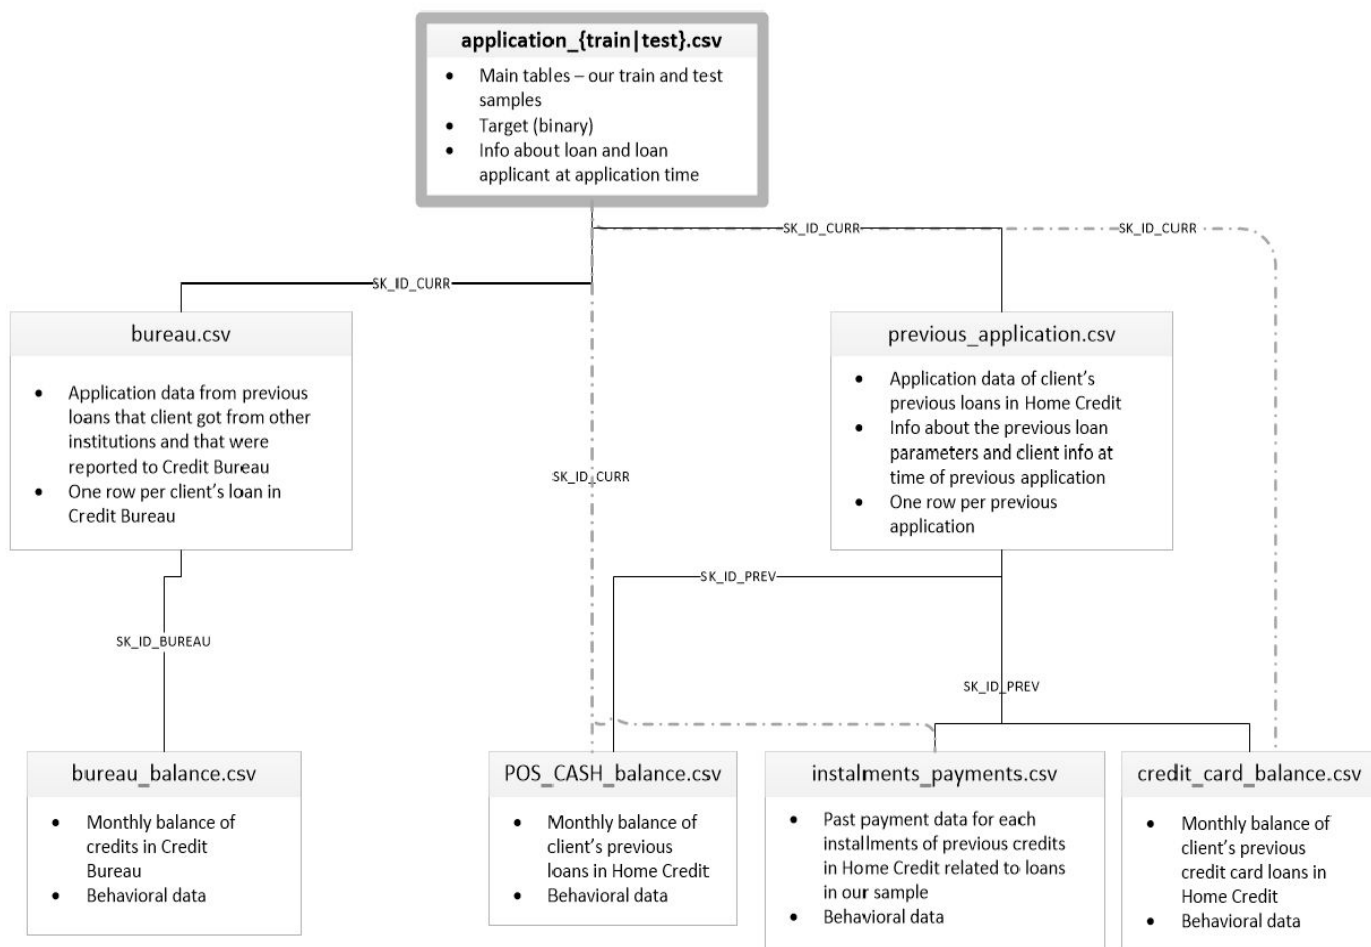 application_{train|test}.csv
• Main tables – our train and test
samples
• Target (binary)
• Info about loan and loan
applicant at application time
SK_ID_CURR
SK_ID_CURR
SK_ID_CURR
bureau.csv
• Application data from previous
loans that client got from other
institutions and that were
reported to Credit Bureau
• One row per client's loan in
Credit Bureau
previous_application.csv
• Application data of client's
previous loans in Home Credit
• Info about the previous loan
parameters and client info at
time of previous application
• One row per previous
application
SK_ID_CURR
SK_ID_PREV
SK_ID_BUREAU
SK_ID_PREV
bureau_balance.csv
• Monthly balance of
credits in Credit
Bureau
• Behavioral data
POS_CASH_balance.csv
• Monthly balance of
client's previous
loans in Home Credit
• Behavioral data
instalments_payments.csv
• Past payment data for each
installments of previous credits
in Home Credit related to loans
in our sample
• Behavioral data
credit_card_balance.csv
• Monthly balance of
client's previous
credit card loans in
Home Credit
• Behavioral data